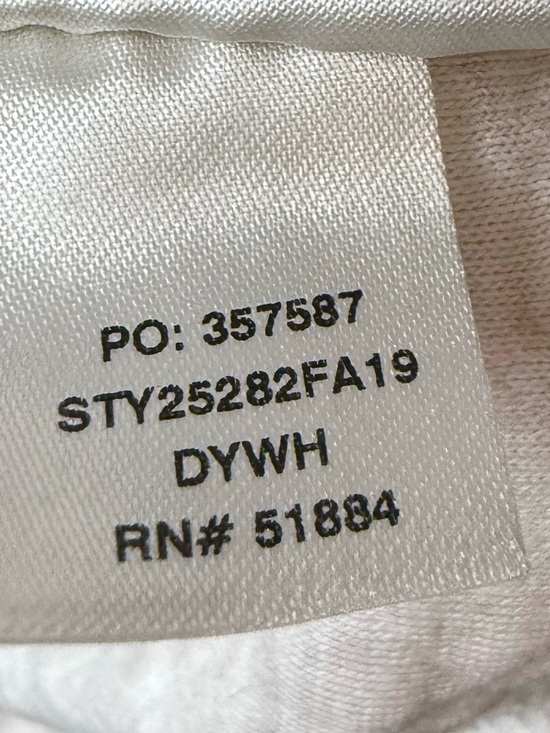 PO: 357587
STY25282FA19
DYWH
RN# 51884